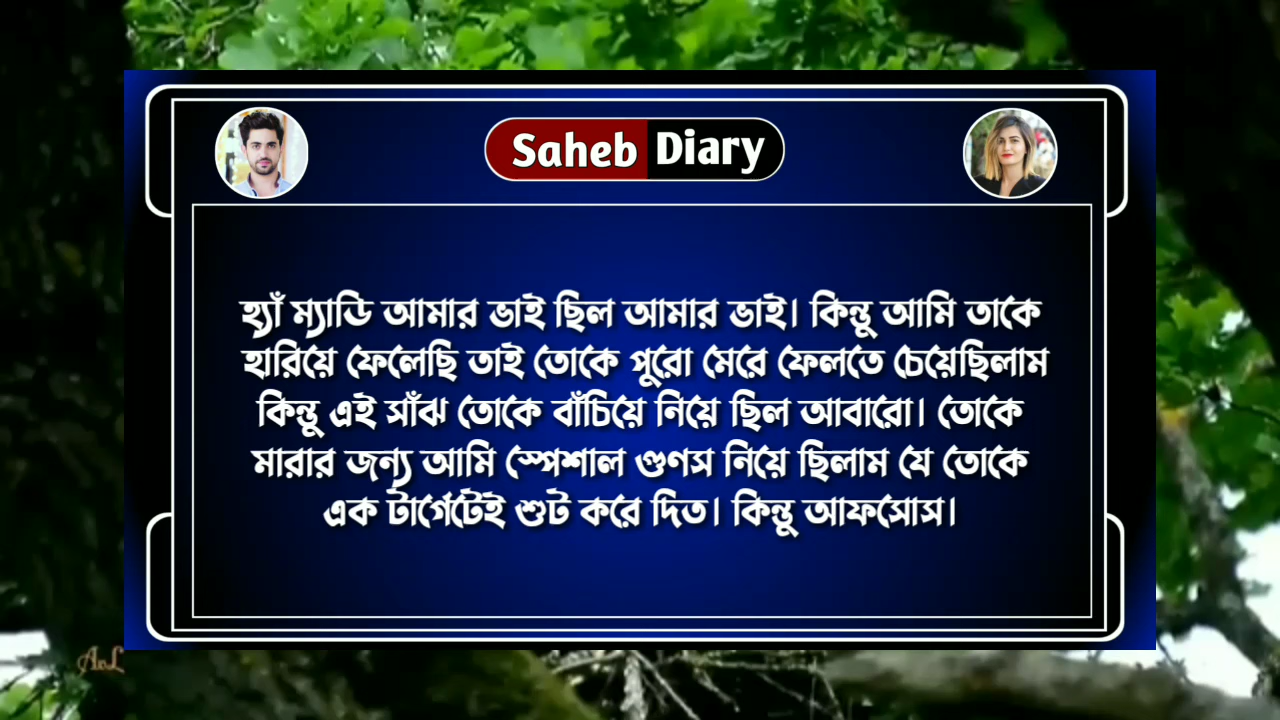 Saheb Diary
হ্যাঁ ম্যাডি আমার ভাই ছিল আমার ভাই। কিন্তু আমি তাকে
হারিয়ে ফেলেছি তাই তোকে পুরো মেরে ফেলতে চেয়েছিলাম
কিন্তু এই সাঁঝ তোকে বাঁচিয়ে নিয়ে ছিল আবারো। তোকে
মারার জন্য আমি স্পেশাল গুণস নিয়ে ছিলাম যে তোকে
এক টার্গেটেই শুট করে দিত। কিন্তু আফসোস।